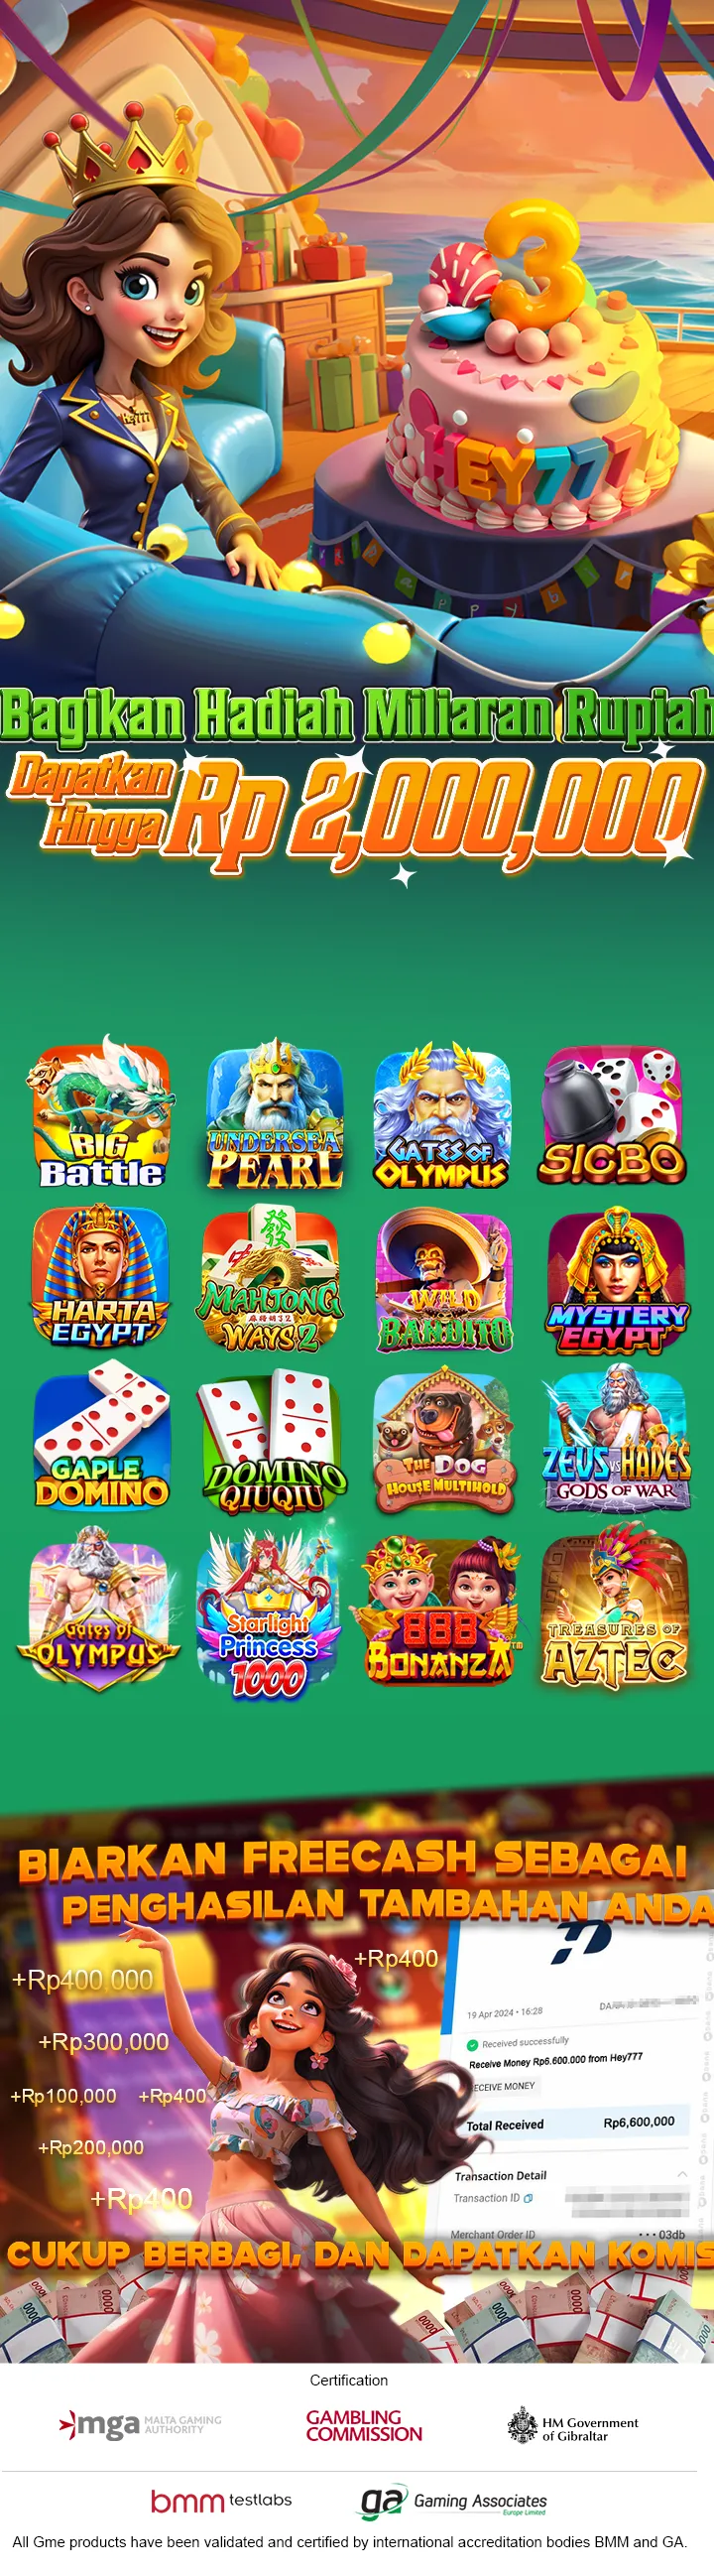 3
HEY777
Bagikan Hadiah Miliaran Rupiah
Dapatkan
Hingga
Rp 2,000,000
BIG
Battle
UNDERSEA
PEARL
GATES OF
OLYMPUS
SICBO
HARTA
EGYPT
發
MAHJONG
WAYS 2
WILD
BANDITO
MYSTERY
EGYPT
GAPLE
DOMINO
DOMINO
QIUQIU
THE DOG
HOUSE MULTIHOLD
ZEUS VS HADES
GODS OF WAR
Gates of
OLYMPUS
Starlight
Princess
1000
888
BONANZA
TREASURES OF
AZTEC
BIARKAN FREECASH SEBAGAI
PENGHASILAN TAMBAHAN ANDA
+Rp400
+Rp400.000
+Rp300,000
+Rp100,000 +Rp400
+Rp200,000
+Rp400
19 Apr 2024 • 16:28
Received successfully
Receive Money Rp6.600.000 from Hey777
RECEIVE MONEY
Total Received Rp6,600,000
Transaction Detail
Transaction ID
Merchant Order ID ••• 03db
CUKUP BERBAGI, DAN DAPATKAN KOMIS
Certification
mga MALTA GAMING
AUTHORITY
GAMBLING
COMMISSION
HM Government
of Gibraltar
bmm testlabs
ga Gaming Associates
Europe Limited
All Gme products have been validated and certified by international accreditation bodies BMM and GA.